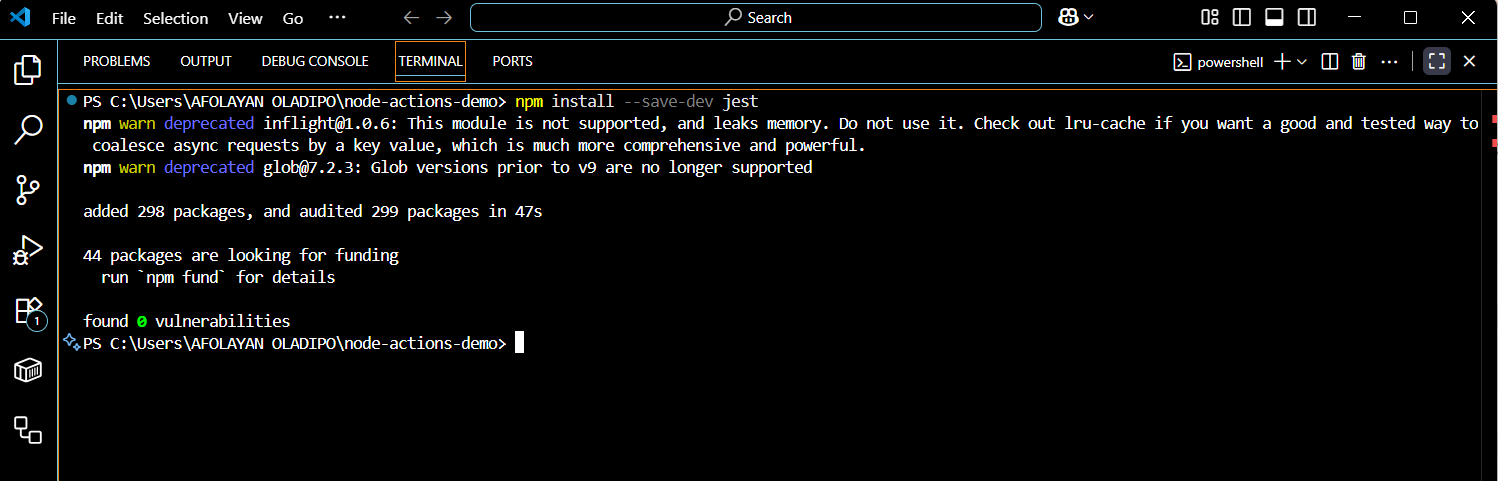 File Edit Selection View Go ··· Search
PROBLEMS OUTPUT DEBUG CONSOLE TERMINAL PORTS powershell
PS C:\Users\AFOLAYAN OLADIPO\node-actions-demo> npm install --save-dev jest
npm warn deprecated inflight@1.0.6: This module is not supported, and leaks memory. Do not use it. Check out lru-cache if you want a good and tested way to
coalesce async requests by a key value, which is much more comprehensive and powerful.
npm warn deprecated glob@7.2.3: Glob versions prior to v9 are no longer supported
added 298 packages, and audited 299 packages in 47s
44 packages are looking for funding
run `npm fund` for details
1
found 0 vulnerabilities
PS C:\Users\AFOLAYAN OLADIPO\node-actions-demo>